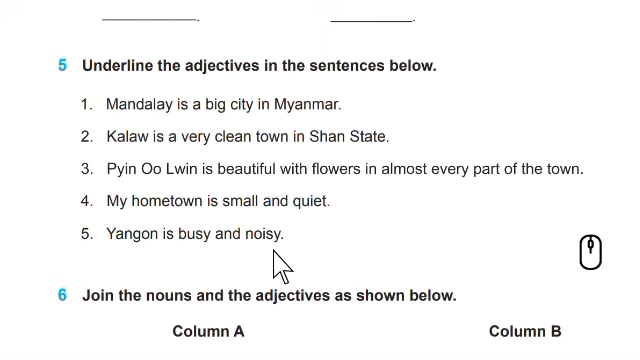 5 Underline the adjectives in the sentences below.
1. Mandalay is a big city in Myanmar.
2. Kalaw is a very clean town in Shan State.
3. Pyin Oo Lwin is beautiful with flowers in almost every part of the town.
4. My hometown is small and quiet.
5. Yangon is busy and noisy.
6 Join the nouns and the adjectives as shown below.
Column A Column B